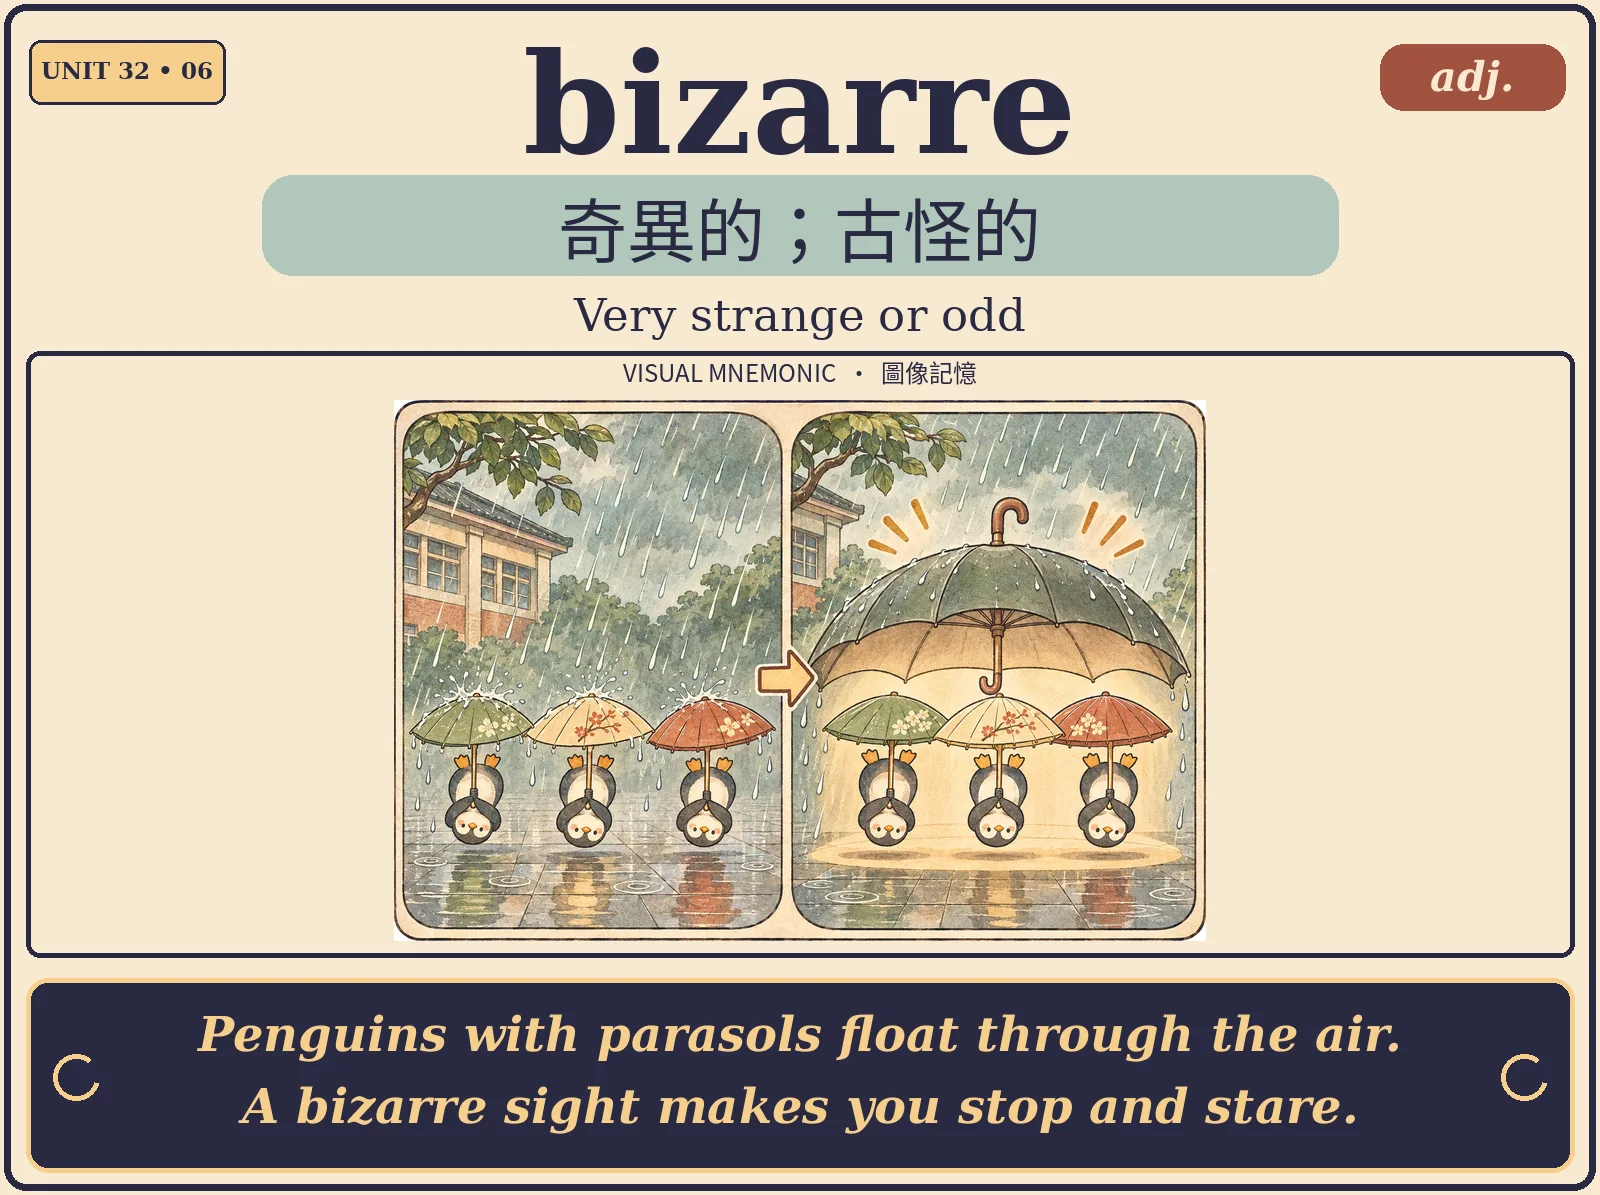 UNIT 32 • 06
bizarre
adj.
奇異的；古怪的
Very strange or odd
VISUAL MNEMONIC • 圖像記憶
Penguins with parasols float through the air.
A bizarre sight makes you stop and stare.